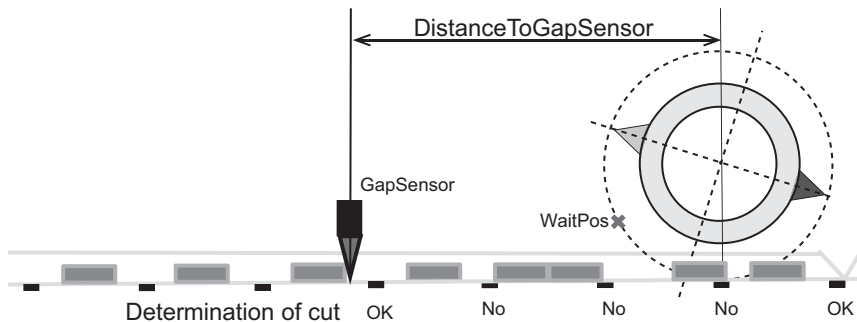 DistanceToGapSensor
GapSensor
WaitPos
Determination of cut OK No No No OK